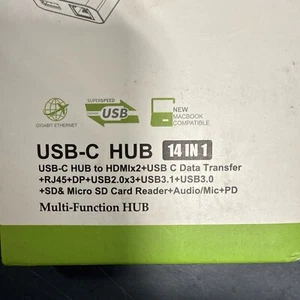 SUPERSPEED
USB
GIGABIT ETHERNET
NEW
MACBOOK
COMPATIBLE
USB-C HUB 14 IN 1
USB-C HUB to HDMIx2+USB C Data Transfer
+RJ45+DP+USB2.0x3+USB3.1+USB3.0
+SD& Micro SD Card Reader+Audio/Mic+PD
Multi-Function HUB